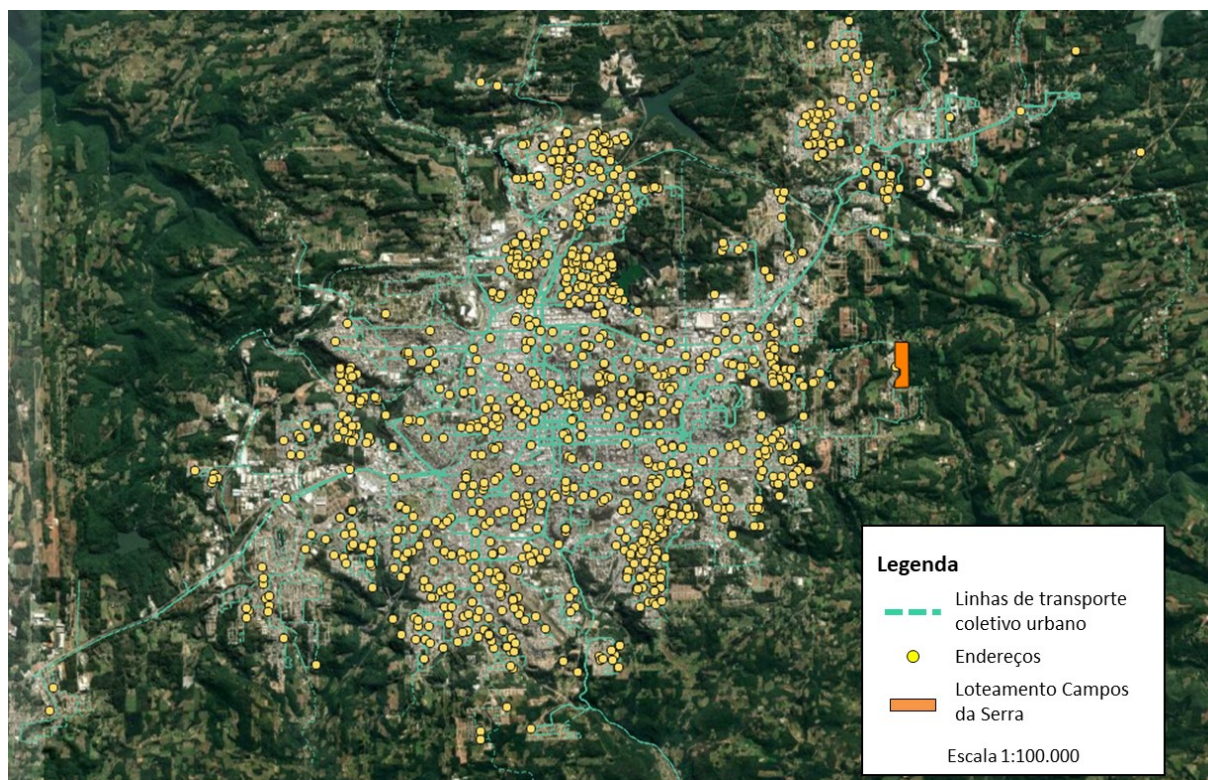 Legenda
Linhas de transporte
coletivo urbano
Endereços
Loteamento Campos
da Serra
Escala 1:100.000